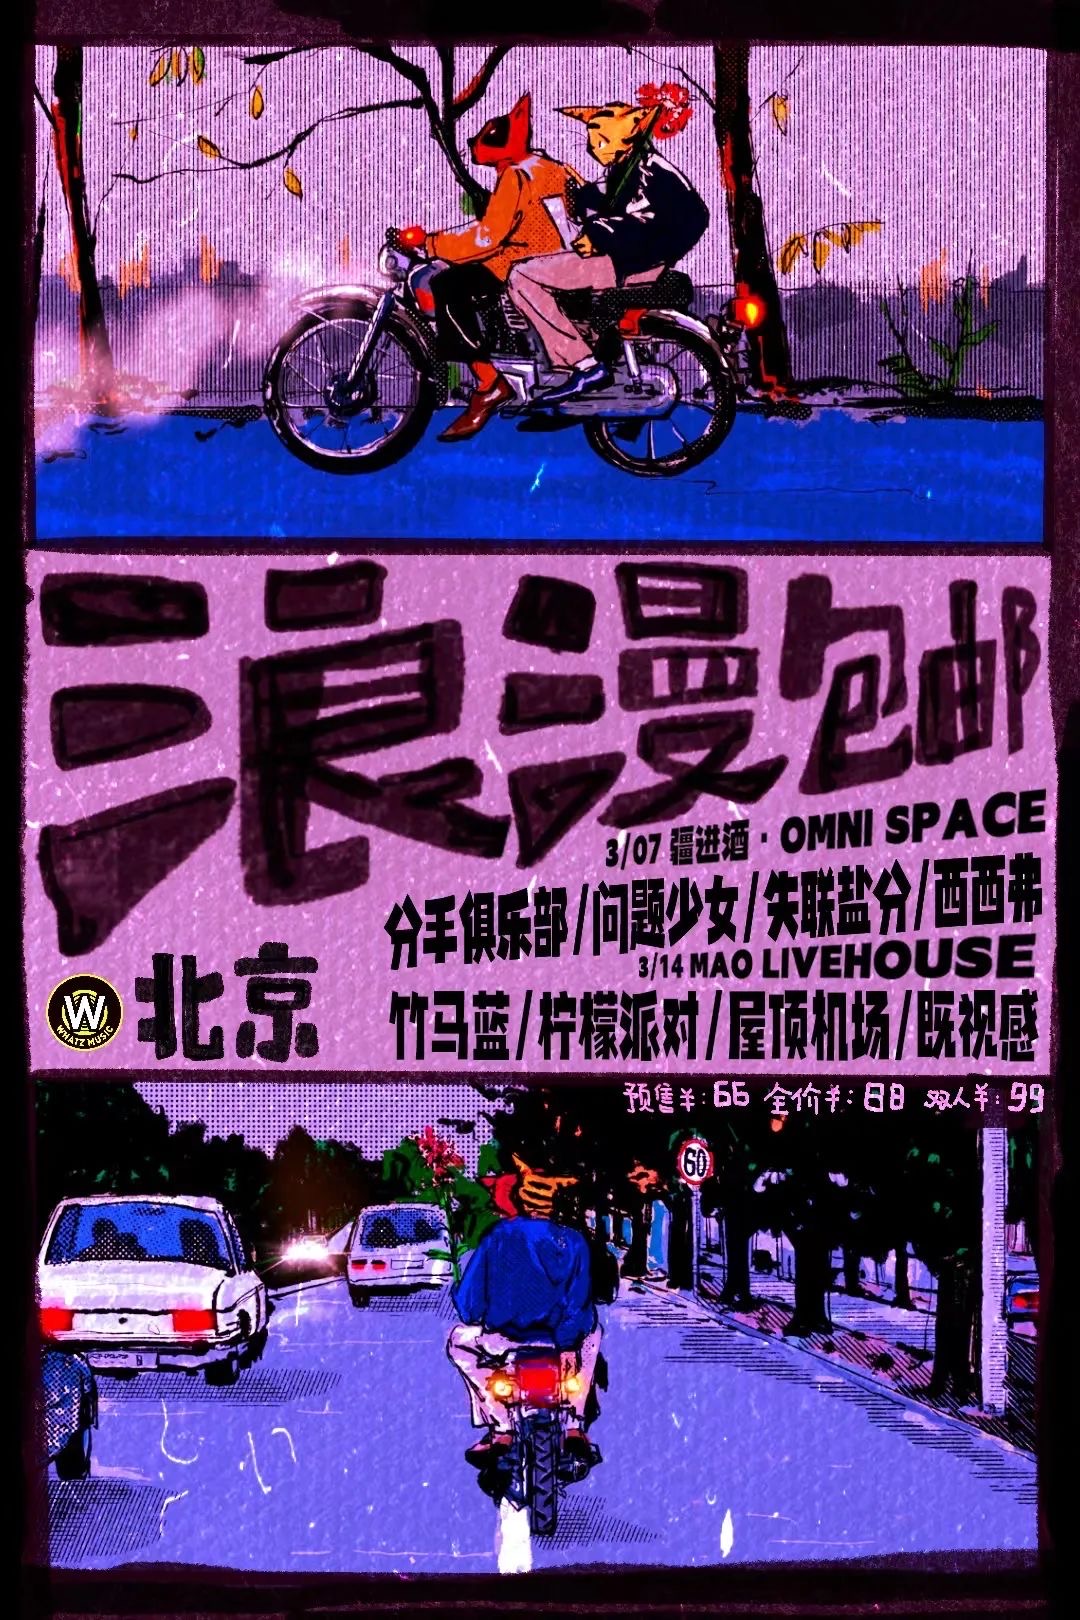 浪漫包邮
3/07 疆进酒·OMNI SPACE
分手俱乐部/问题少女/失联盐分/西西弗
3/14 MAO LIVEHOUSE
竹马蓝/柠檬派对/屋顶机场/既视感
W
WHATZ MUSIC
北京
预售¥:66 全价¥:88 双人¥:99
60